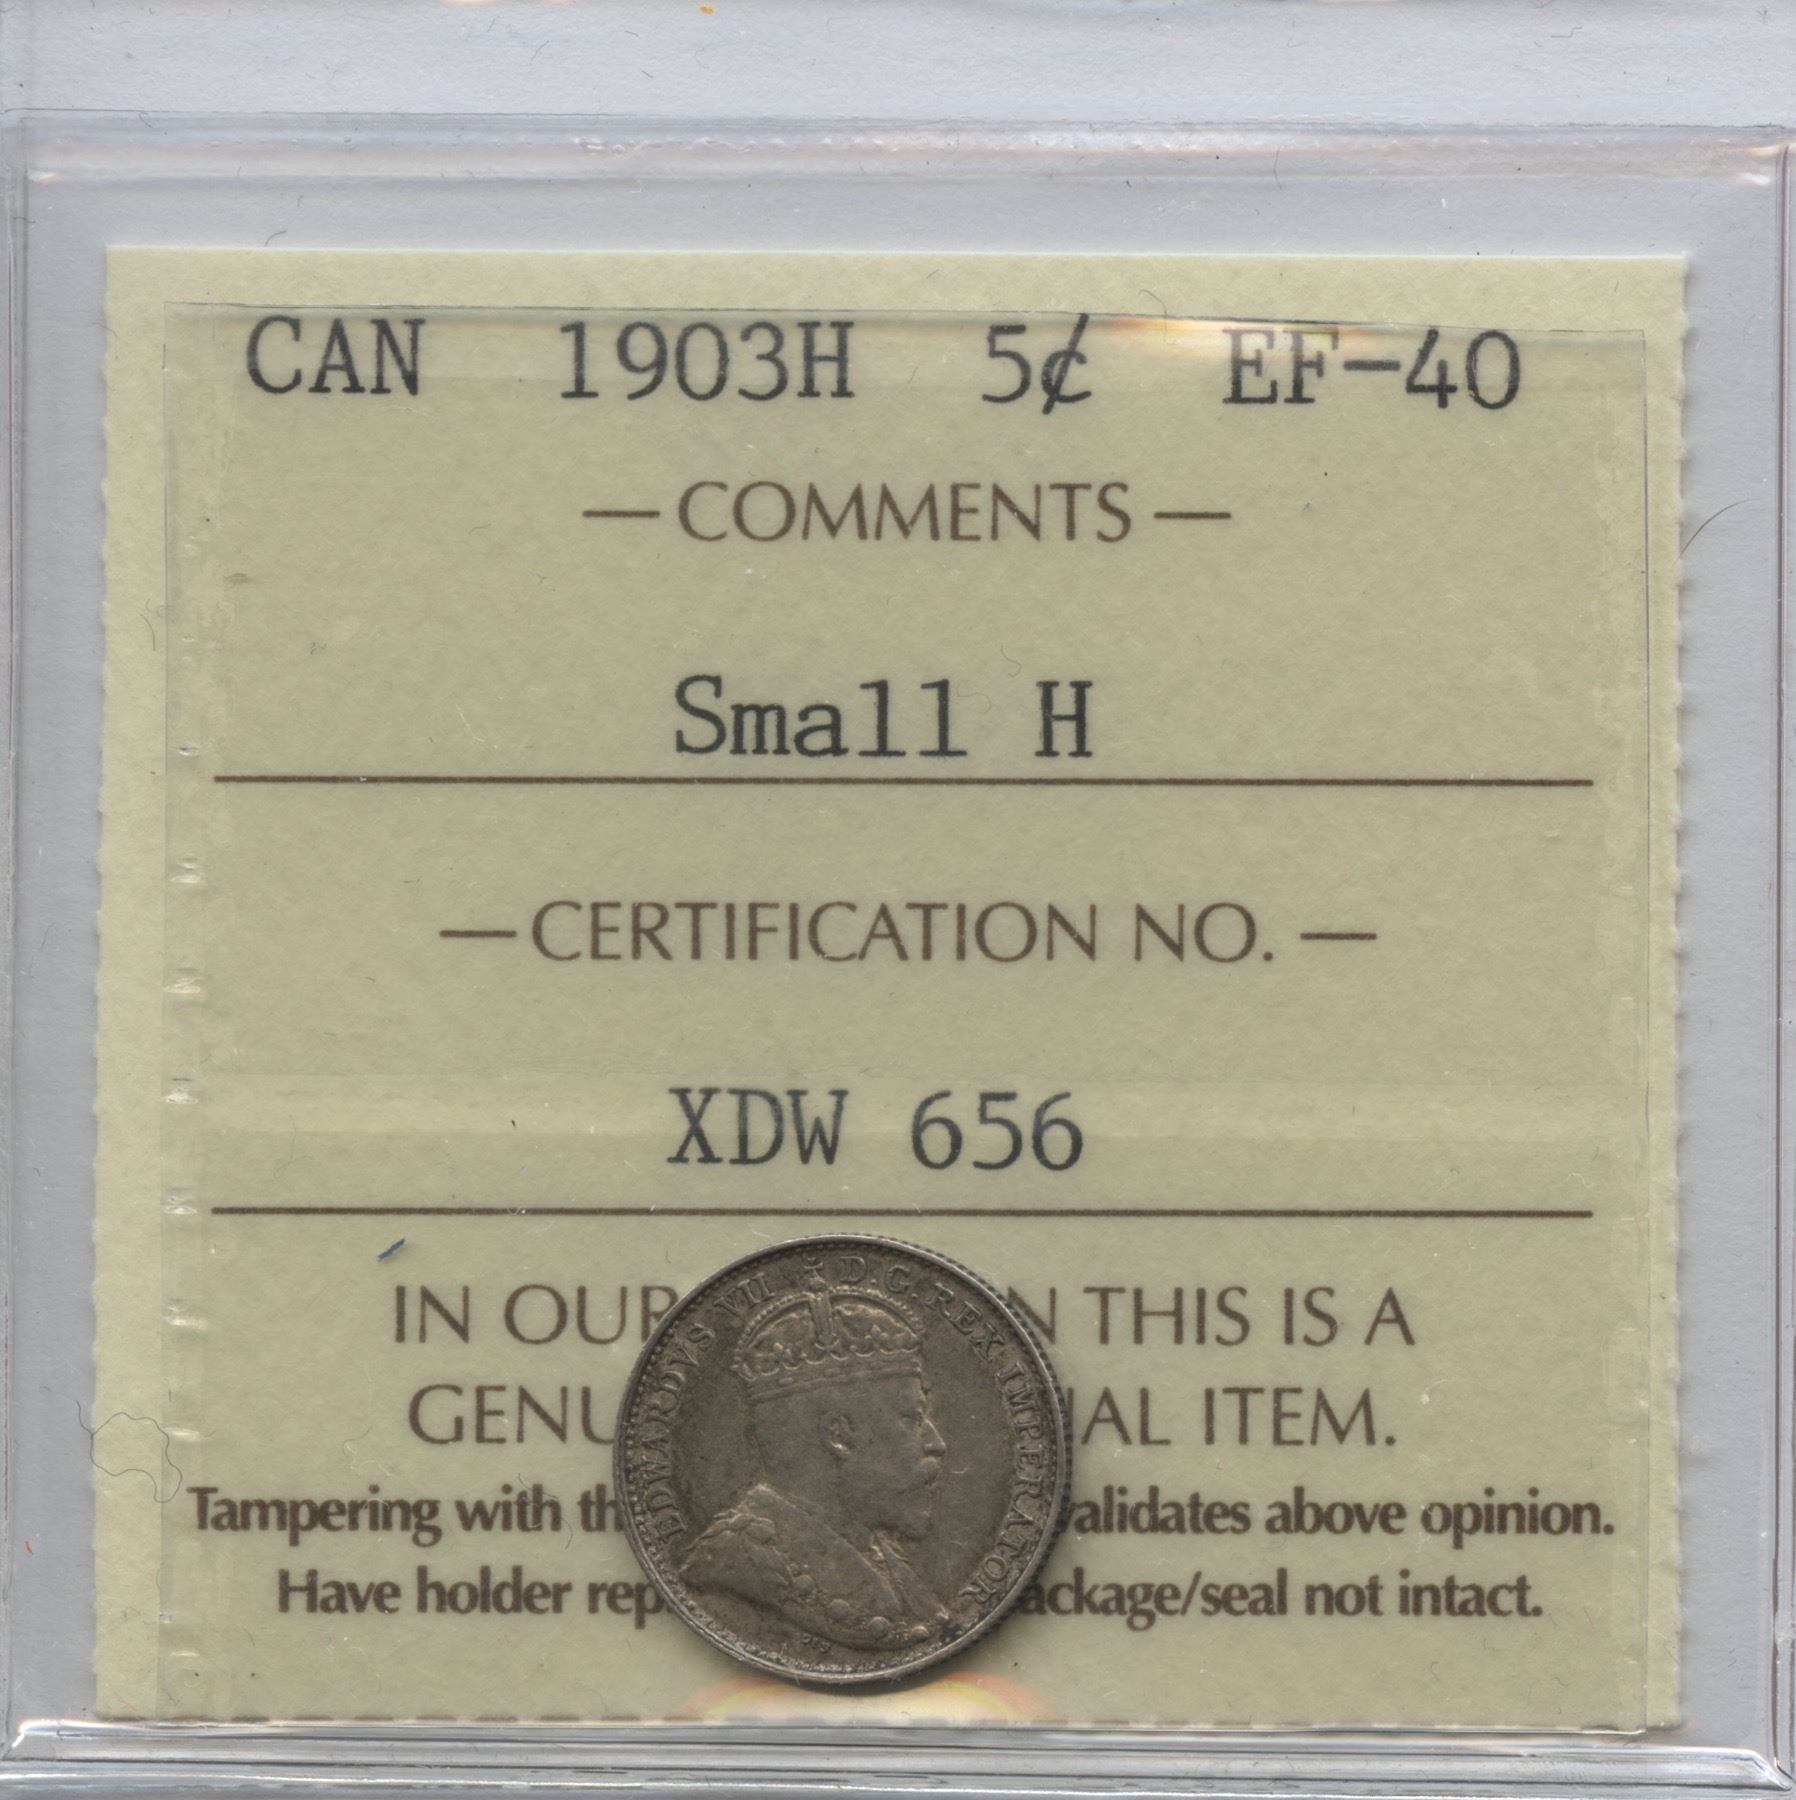 CAN 1903H 5¢ EF-40
— COMMENTS —
Small H
— CERTIFICATION NO. —
XDW 656
IN OUR N THIS IS A
GENU AL ITEM.
Tampering with th alidates above opinion.
Have holder rep ackage/seal not intact.
EDWARDVS VII D.G. REX IMPERATOR